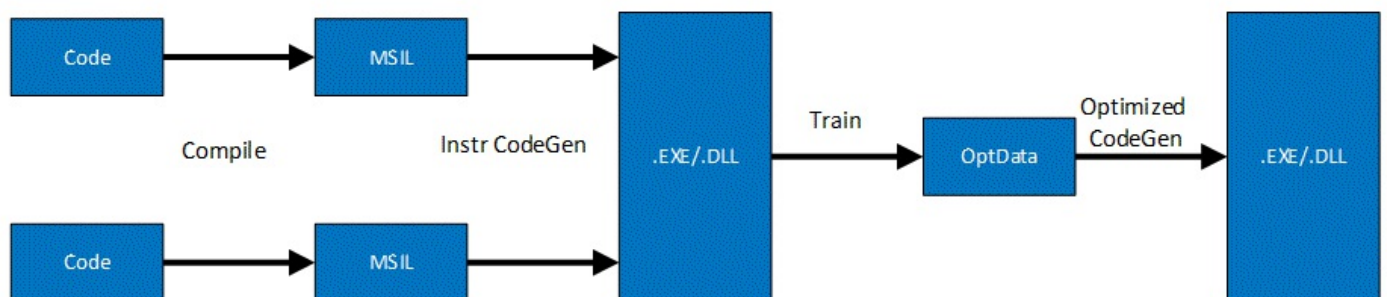 Code
MSIL
Compile
Instr CodeGen
.EXE/.DLL
Train
OptData
Optimized
CodeGen
.EXE/.DLL
Code
MSIL